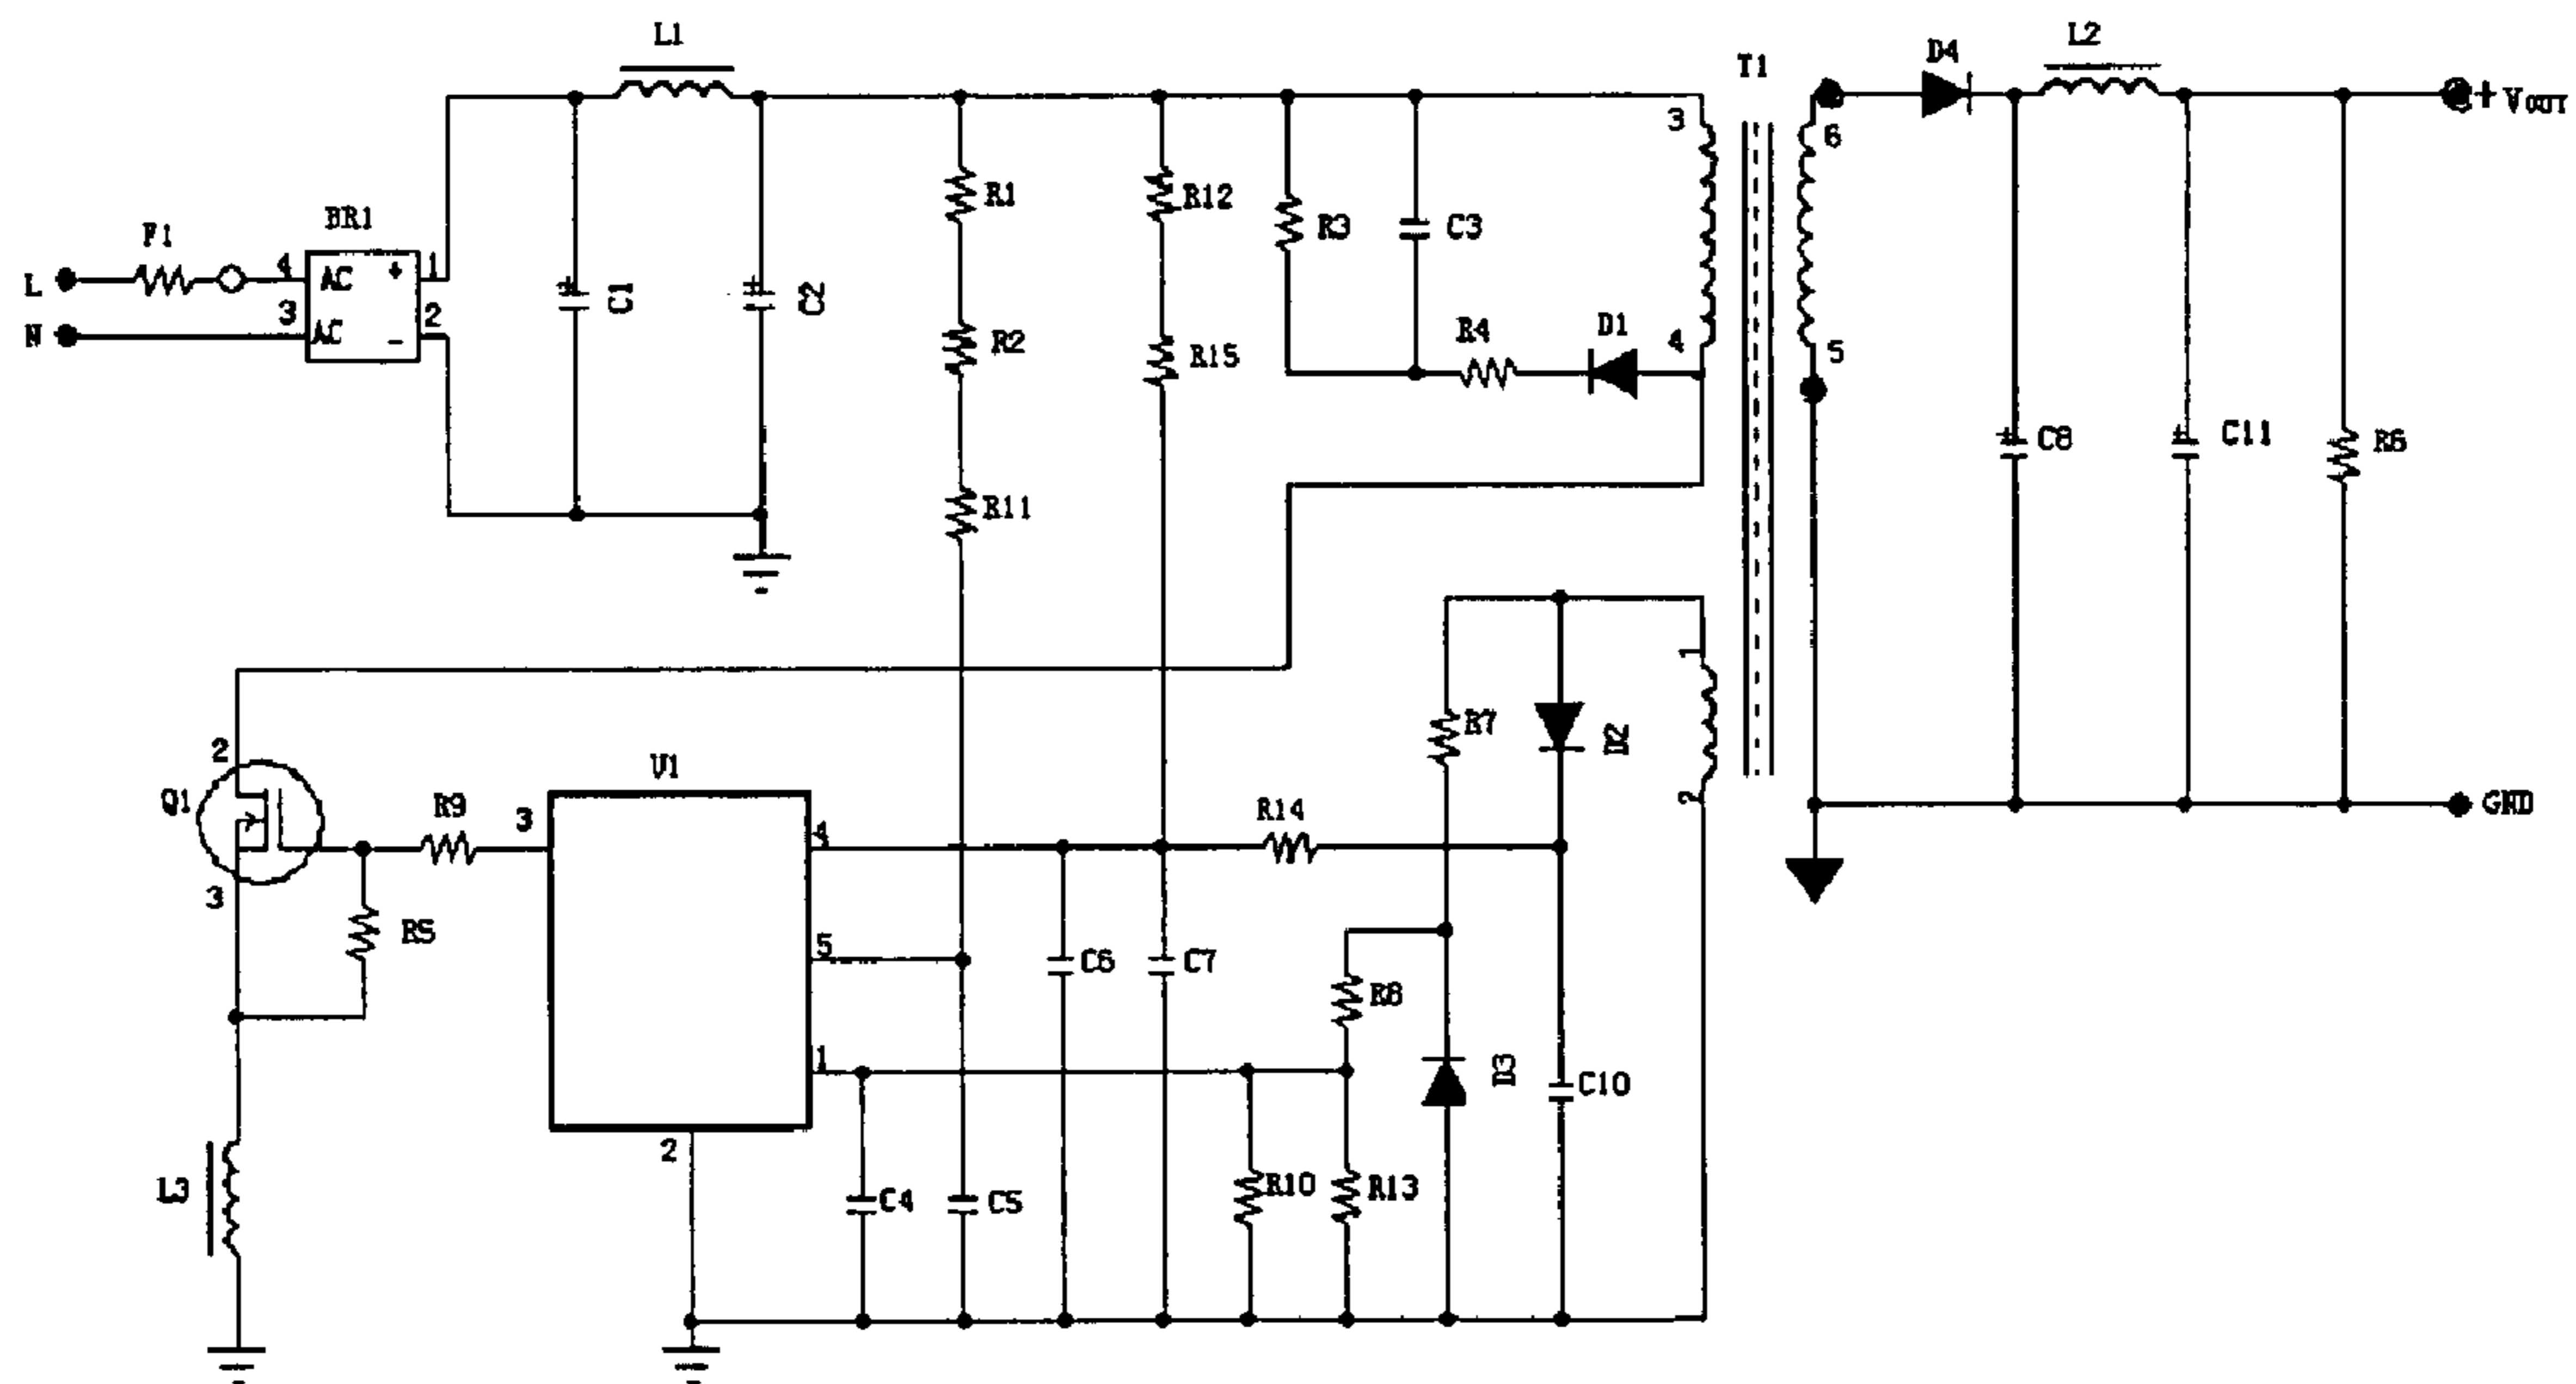 L1
T1
D4
L2
+VOUT
3
6
R1
R12
R3
C3
F1
BR1
4
AC
+
1
L
3
AC
-
2
N
C1
C2
R2
R15
R4
D1
4
5
C8
C11
R6
R11
1
2
R7
D2
2
Q1
R9
3
U1
4
R14
GND
3
R5
5
C6
C7
R8
1
D3
C10
2
L3
C4
C5
R10
R13